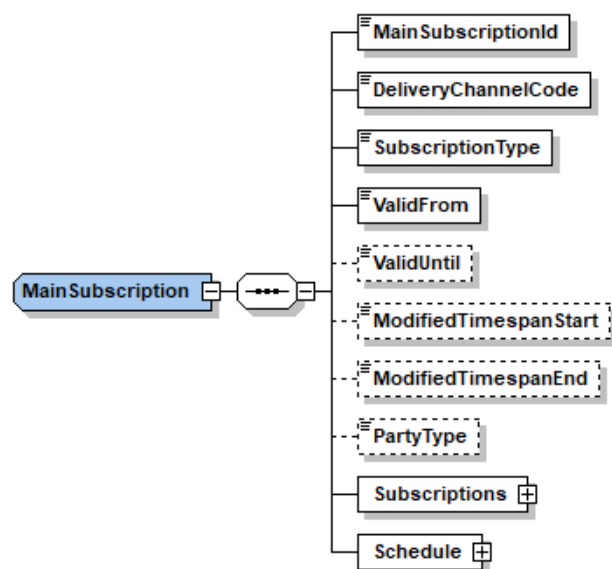 MainSubscriptionId
DeliveryChannelCode
SubscriptionType
ValidFrom
ValidUntil
MainSubscription
ModifiedTimespanStart
ModifiedTimespanEnd
PartyType
Subscriptions
Schedule